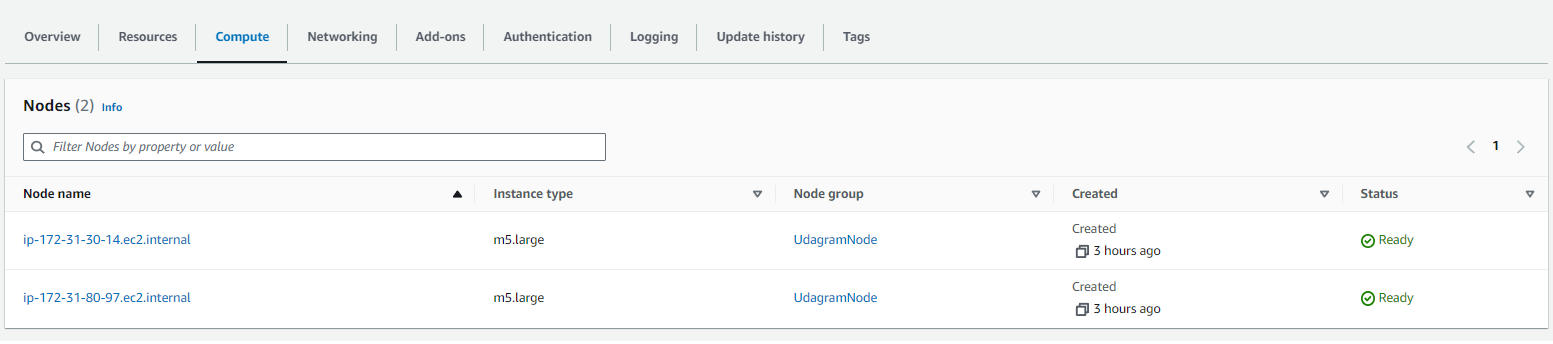 Overview Resources Compute Networking Add-ons Authentication Logging Update history Tags
Nodes (2) Info
Filter Nodes by property or value 1
Node name Instance type Node group Created Status
ip-172-31-30-14.ec2.internal m5.large UdagramNode Created 3 hours ago Ready
ip-172-31-80-97.ec2.internal m5.large UdagramNode Created 3 hours ago Ready